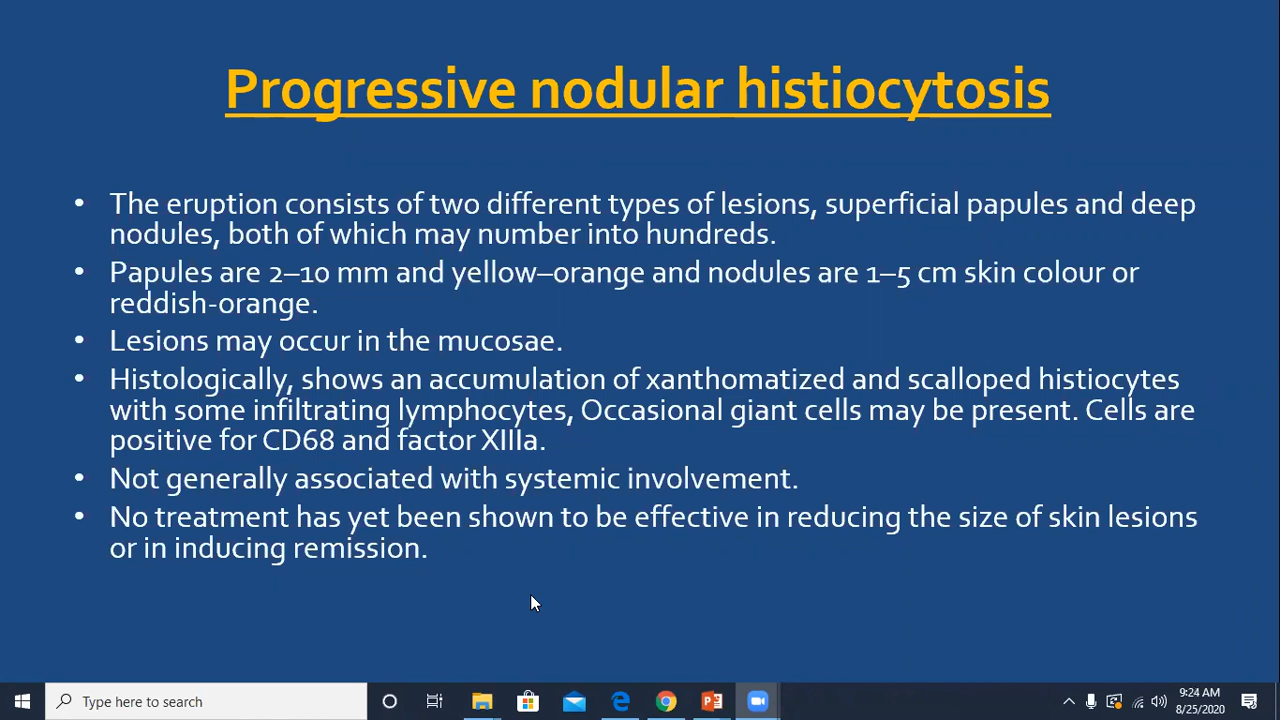 Progressive nodular histiocytosis
• The eruption consists of two different types of lesions, superficial papules and deep
nodules, both of which may number into hundreds.
• Papules are 2–10 mm and yellow–orange and nodules are 1–5 cm skin colour or
reddish-orange.
• Lesions may occur in the mucosae.
• Histologically, shows an accumulation of xanthomatized and scalloped histiocytes
with some infiltrating lymphocytes, Occasional giant cells may be present. Cells are
positive for CD68 and factor XIIIa.
• Not generally associated with systemic involvement.
• No treatment has yet been shown to be effective in reducing the size of skin lesions
or in inducing remission.
Type here to search
9:24 AM
8/25/2020